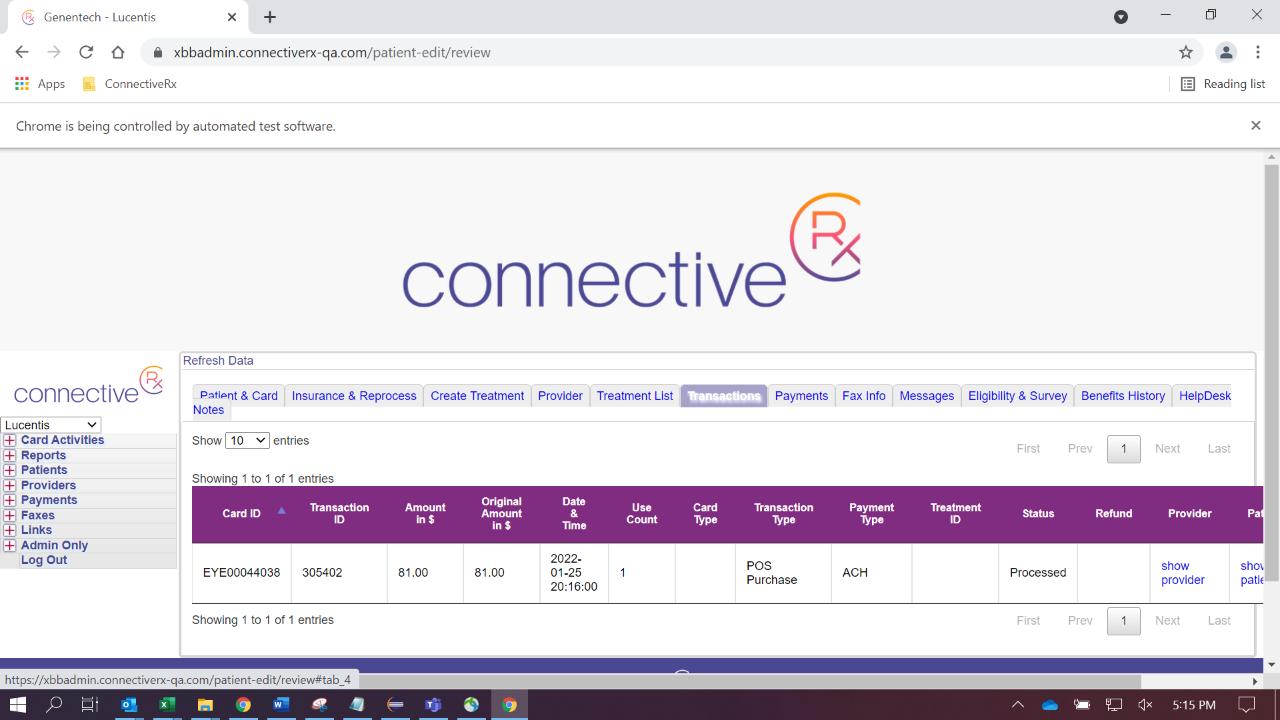 Genentech - Lucentis
xbbadmin.connectiverx-qa.com/patient-edit/review
Apps
ConnectiveRx
Reading list
Chrome is being controlled by automated test software.
connective Rx
connective Rx
Lucentis
Card Activities
Reports
Patients
Providers
Payments
Faxes
Links
Admin Only
Log Out
Refresh Data
Patient & Card Insurance & Reprocess Create Treatment Provider Treatment List Transactions Payments Fax Info Messages Eligibility & Survey Benefits History HelpDesk
Notes
Show 10 entries
First Prev 1 Next Last
Showing 1 to 1 of 1 entries
Card ID Transaction ID Amount in $ Original Amount in $ Date & Time Use Count Card Type Transaction Type Payment Type Treatment ID Status Refund Provider
EYE00044038 305402 81.00 81.00 2022-01-25 20:16:00 1 POS Purchase ACH Processed show provider show
Showing 1 to 1 of 1 entries
First Prev 1 Next Last
https://xbbadmin.connectiverx-qa.com/patient-edit/review#tab_4
5:15 PM